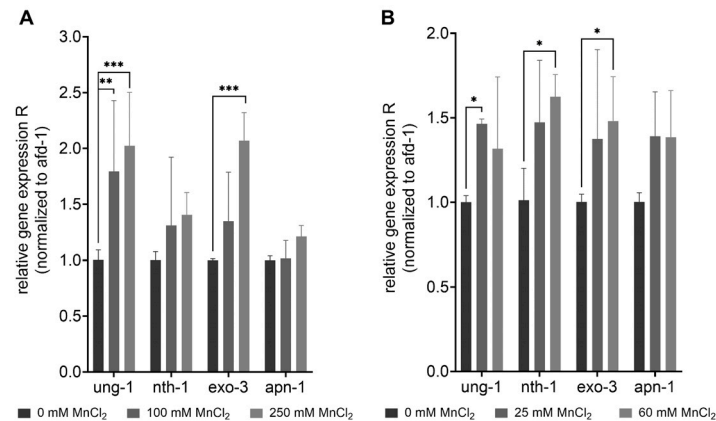 A
relative gene expression R
(normalized to afd-1)
3.0
2.5
2.0
1.5
1.0
0.5
0.0
***
**
***
ung-1 nth-1 exo-3 apn-1
0 mM MnCl₂ 100 mM MnCl₂ 250 mM MnCl₂
B
relative gene expression R
(normalized to afd-1)
2.0
1.5
1.0
0.5
0.0
*
*
*
ung-1 nth-1 exo-3 apn-1
0 mM MnCl₂ 25 mM MnCl₂ 60 mM MnCl₂